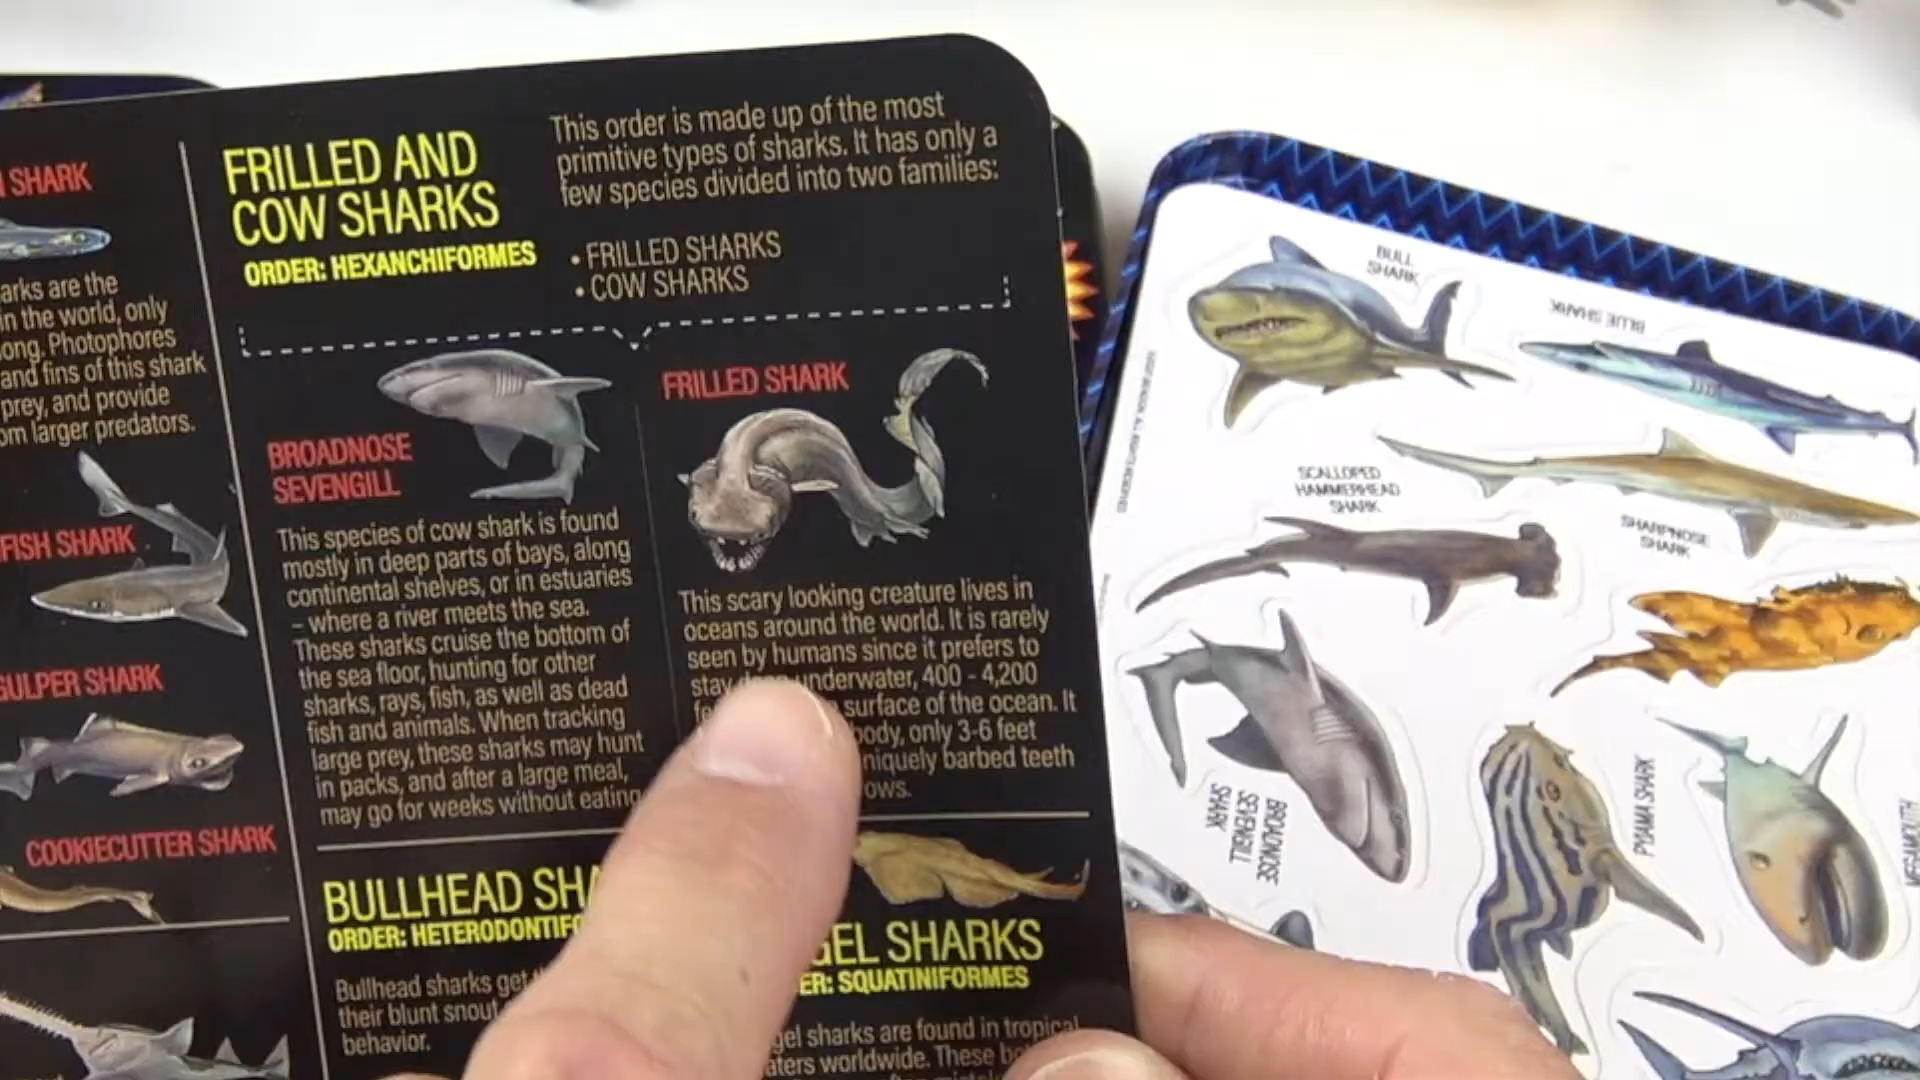 N SHARK
arks are the
in the world, only
ong. Photophores
and fins of this shark
prey, and provide
om larger predators.
FISH SHARK
GULPER SHARK
COOKIECUTTER SHARK
FRILLED AND
COW SHARKS
ORDER: HEXANCHIFORMES
This order is made up of the most
primitive types of sharks. It has only a
few species divided into two families:
• FRILLED SHARKS
• COW SHARKS
BROADNOSE
SEVENGILL
This species of cow shark is found
mostly in deep parts of bays, along
continental shelves, or in estuaries
– where a river meets the sea.
These sharks cruise the bottom of
the sea floor, hunting for other
sharks, rays, fish, as well as dead
fish and animals. When tracking
large prey, these sharks may hunt
in packs, and after a large meal,
may go for weeks without eating
FRILLED SHARK
This scary looking creature lives in
oceans around the world. It is rarely
seen by humans since it prefers to
stay underwater, 400 - 4,200
surface of the ocean. It
body, only 3-6 feet
niquely barbed teeth
ows.
BULLHEAD SHA
ORDER: HETERODONTIFO
Bullhead sharks get
their blunt snout
behavior.
GEL SHARKS
ER: SQUATINIFORMES
gel sharks are found in tropical
aters worldwide. These
BULL
SHARK
BLUE SHARK
SCALLOPED
HAMMERHEAD
SHARK
SHARPNOSE
SHARK
BROADNOSE
SEVENGILL
SHARK
PYJAMA SHARK
MEGAMOUTH